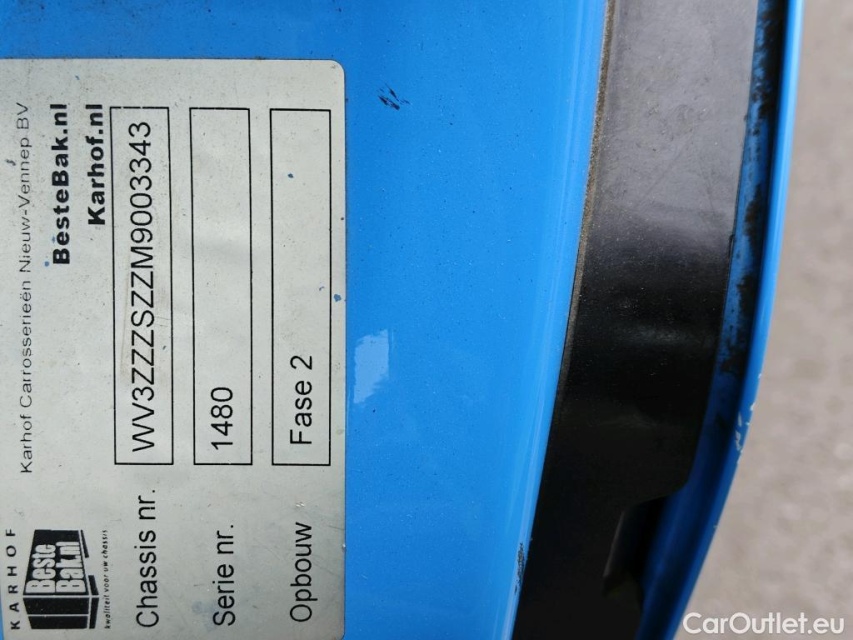 KARHOF
Beste
Bak.nl
kwaliteit voor uw chassis
Karhof Carrosserieën Nieuw-Vennep BV
BesteBak.nl
Karhof.nl
Chassis nr. WV3ZZZSZZM9003343
Serie nr. 1480
Opbouw Fase 2
CarOutlet.eu